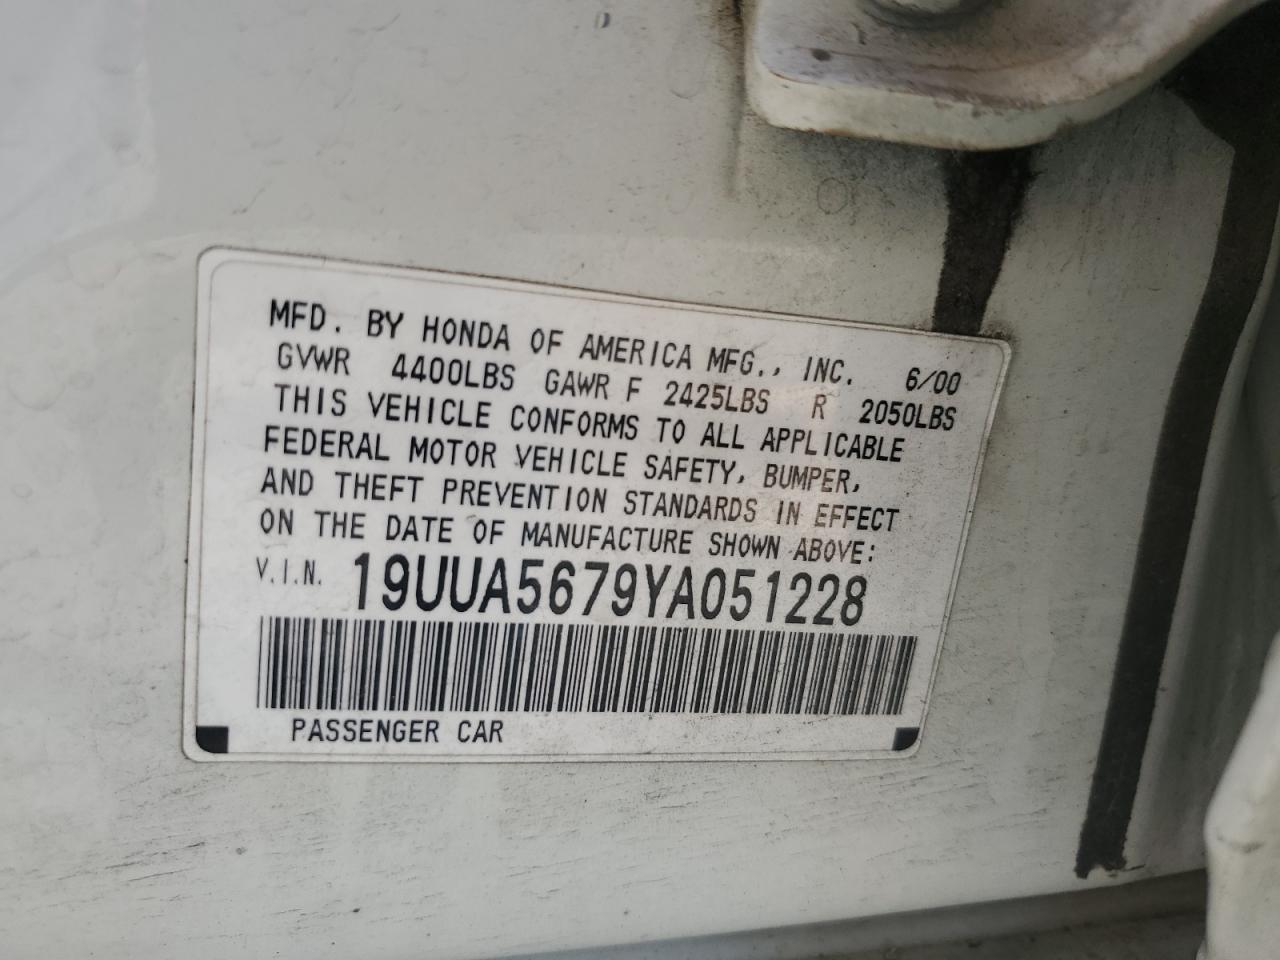 MFD. BY HONDA OF AMERICA MFG., INC. 6/00
GVWR 4400LBS GAWR F 2425LBS R 2050LBS
THIS VEHICLE CONFORMS TO ALL APPLICABLE
FEDERAL MOTOR VEHICLE SAFETY, BUMPER,
AND THEFT PREVENTION STANDARDS IN EFFECT
ON THE DATE OF MANUFACTURE SHOWN ABOVE:
V.I.N. 19UUA5679YA051228
PASSENGER CAR